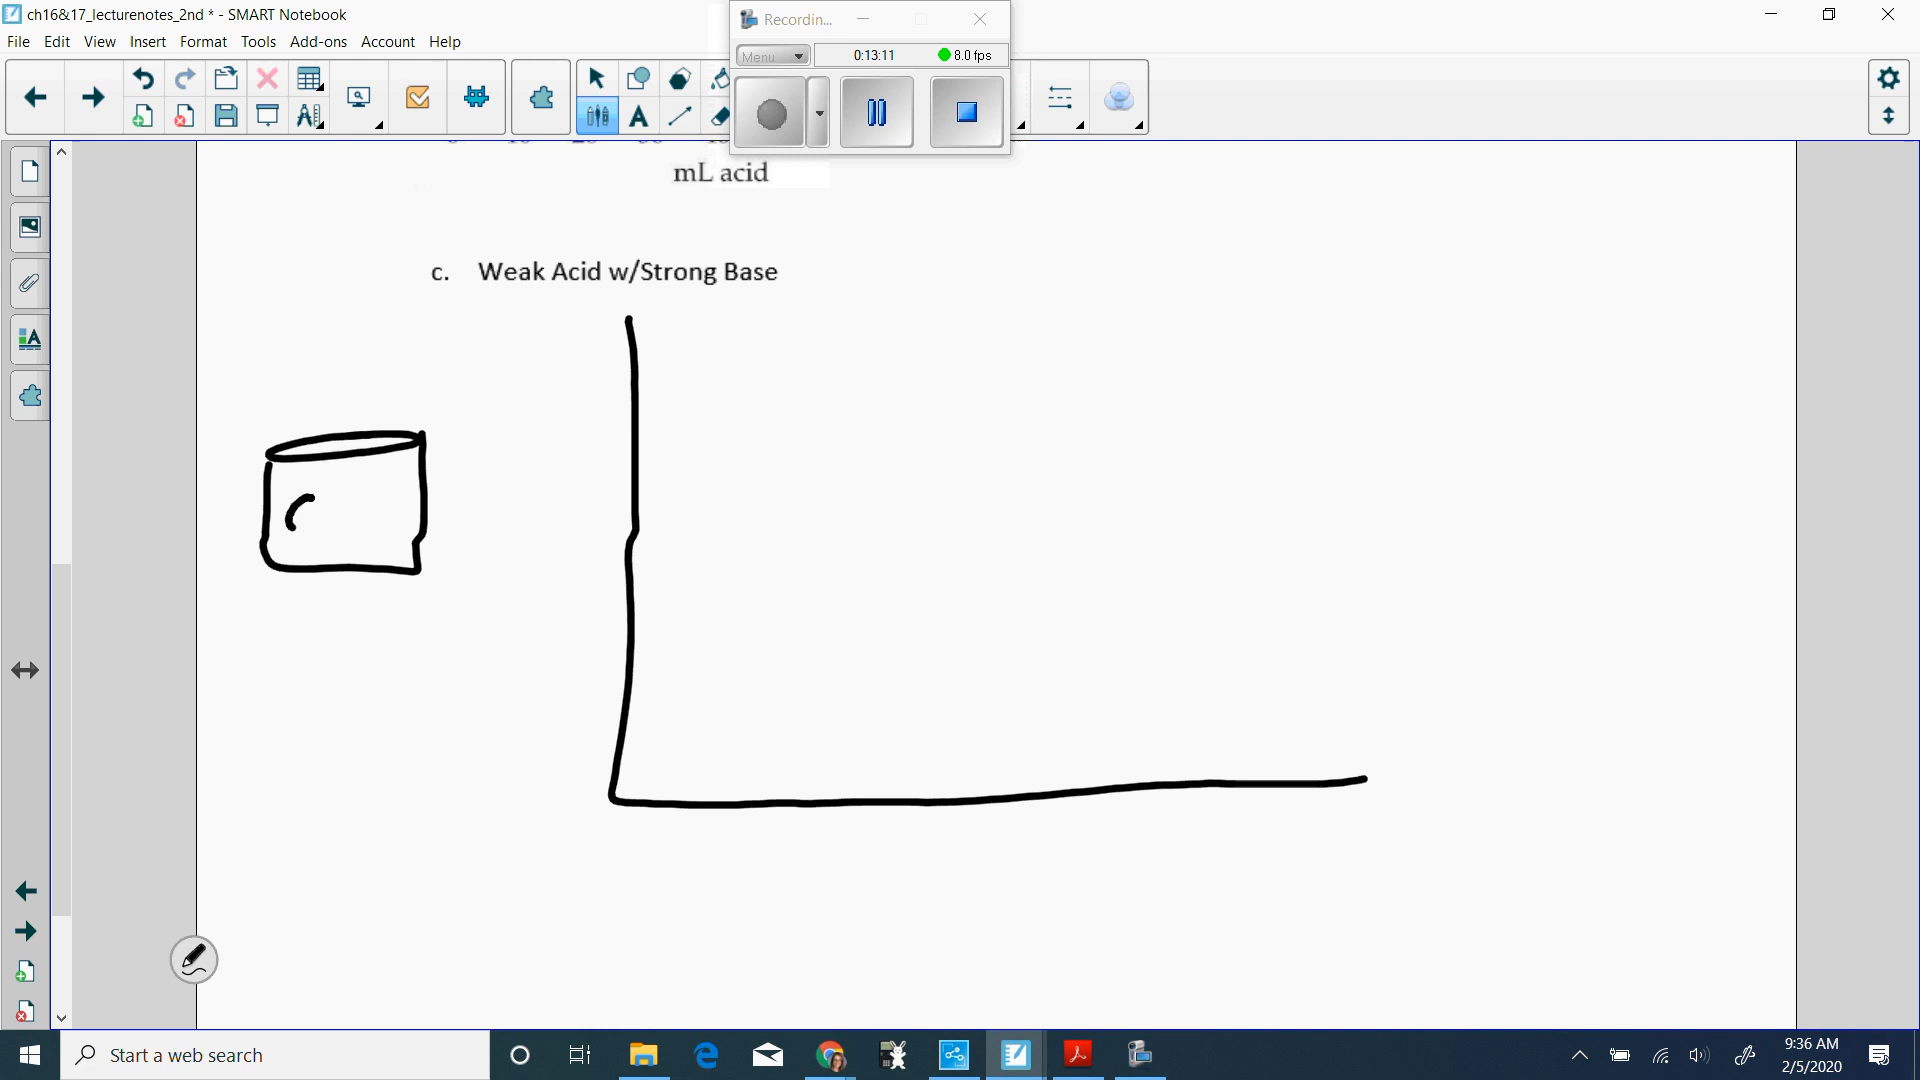 ch16&17_lecturenotes_2nd * - SMART Notebook
Recordin...
File Edit View Insert Format Tools Add-ons Account Help
Menu
0:13:11
8.0 fps
mL acid
c. Weak Acid w/Strong Base
Start a web search
9:36 AM
2/5/2020